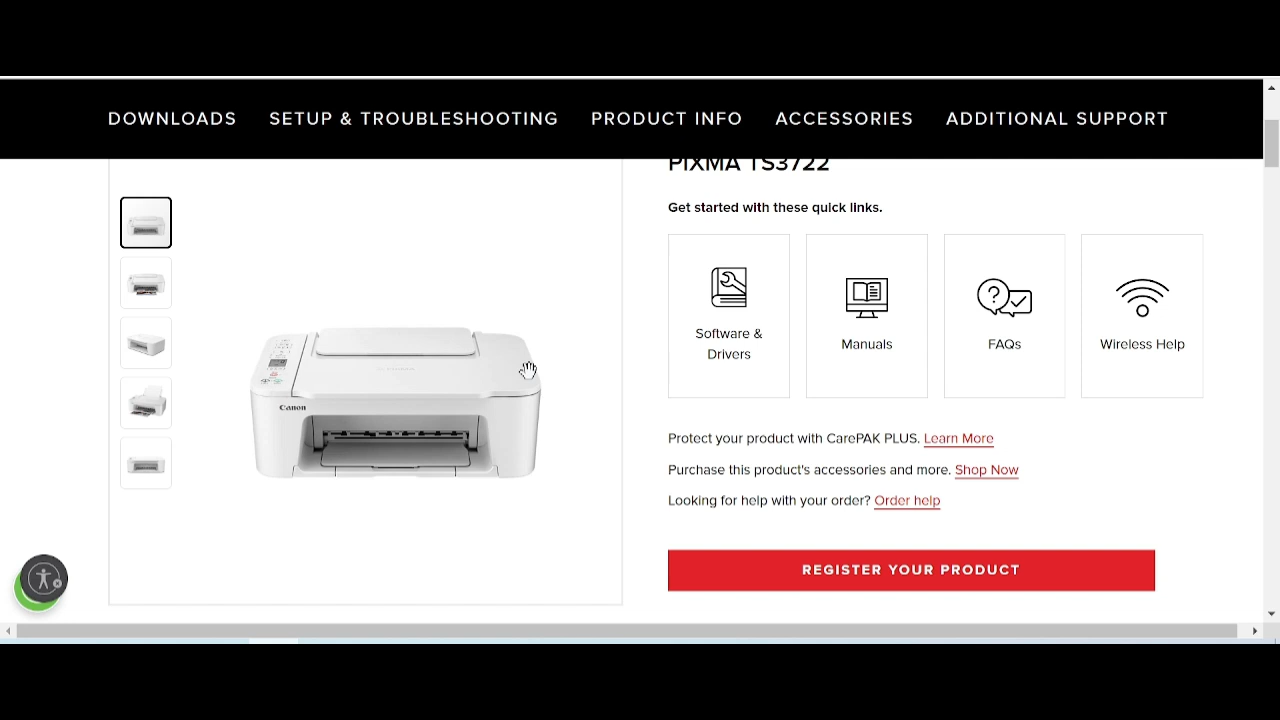 DOWNLOADS SETUP & TROUBLESHOOTING PRODUCT INFO ACCESSORIES ADDITIONAL SUPPORT
PIXMA TS3722
Get started with these quick links.
Software &
Drivers
Manuals
FAQs
Wireless Help
Canon
Protect your product with CarePAK PLUS. Learn More
Purchase this product's accessories and more. Shop Now
Looking for help with your order? Order help
REGISTER YOUR PRODUCT